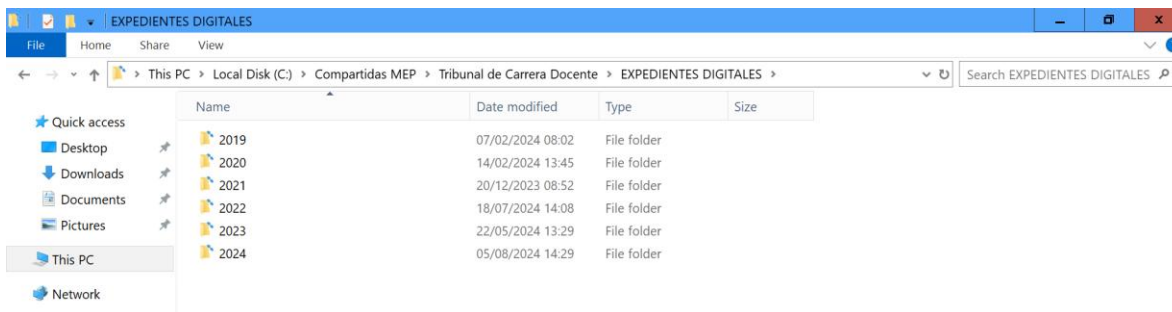 EXPEDIENTES DIGITALES
File Home Share View
This PC > Local Disk (C:) > Compartidas MEP > Tribunal de Carrera Docente > EXPEDIENTES DIGITALES >
Search EXPEDIENTES DIGITALES
Name Date modified Type Size
Quick access
Desktop
Downloads
Documents
Pictures
This PC
Network
2019 07/02/2024 08:02 File folder
2020 14/02/2024 13:45 File folder
2021 20/12/2023 08:52 File folder
2022 18/07/2024 14:08 File folder
2023 22/05/2024 13:29 File folder
2024 05/08/2024 14:29 File folder